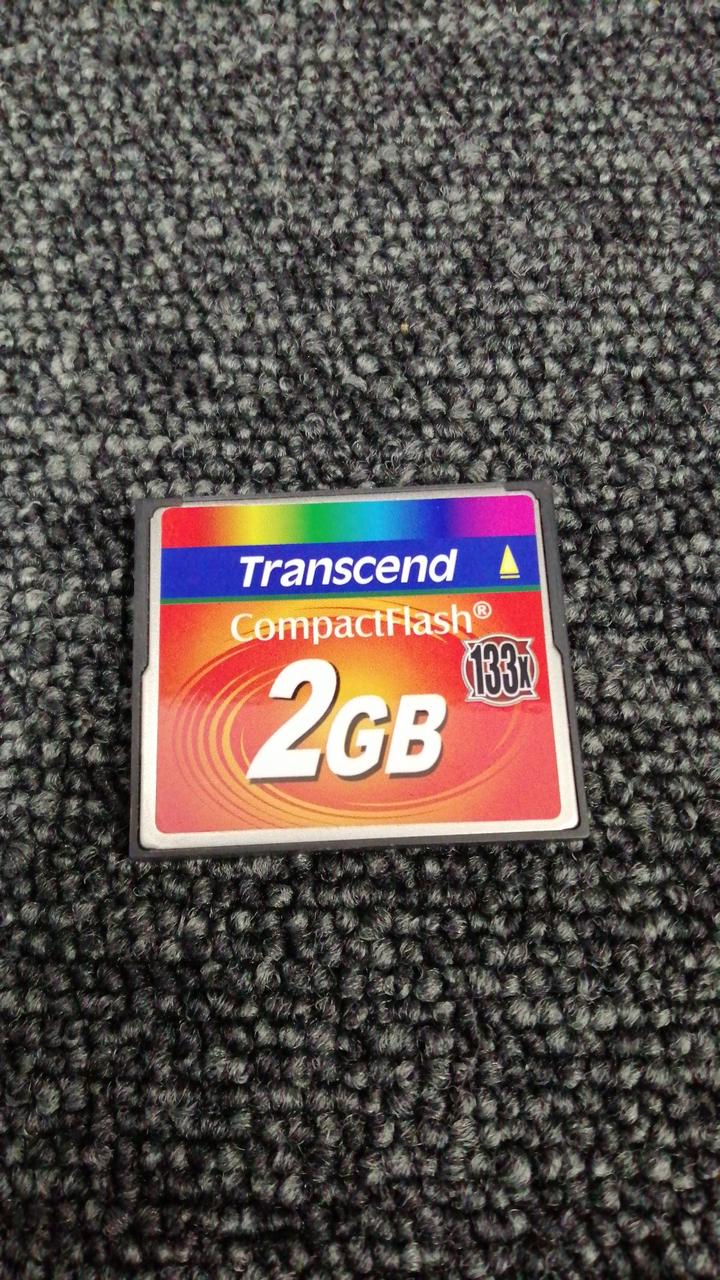 Transcend
CompactFlash®
133x
2GB